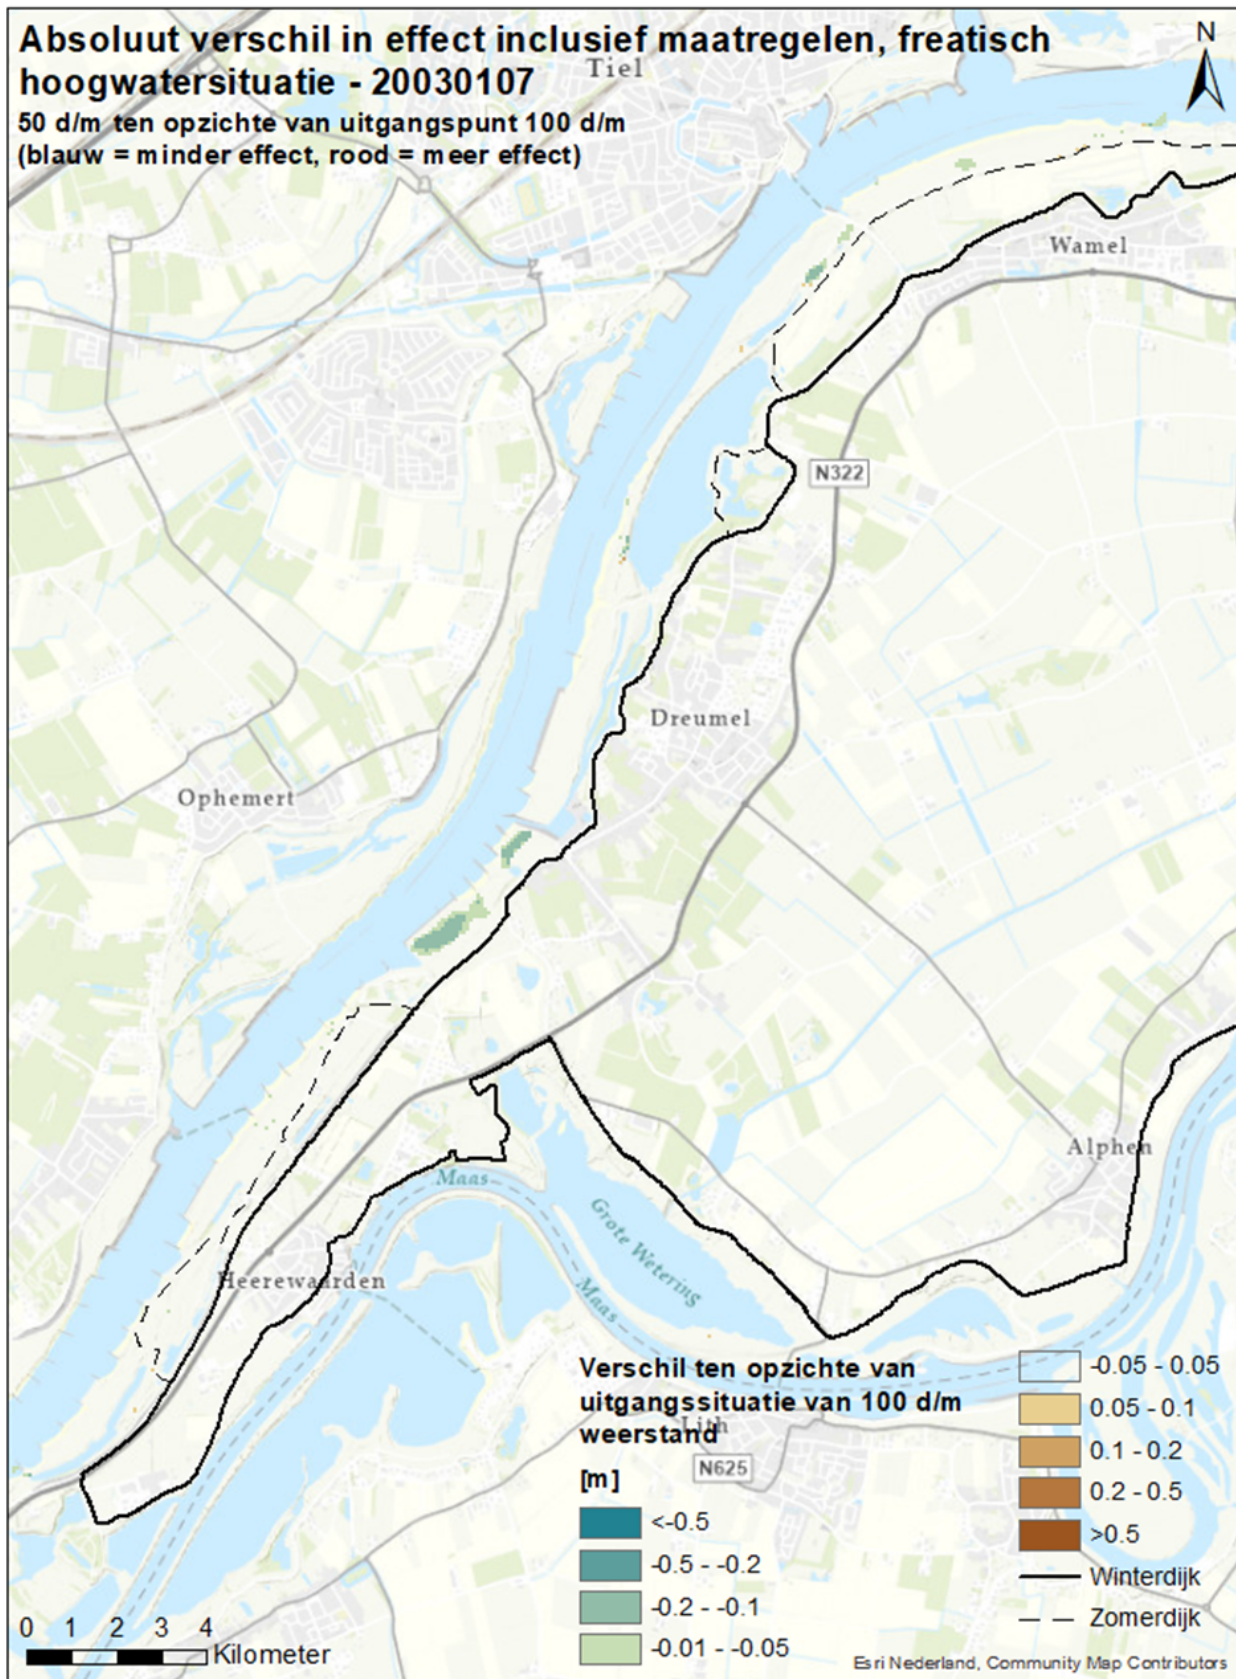 Absoluut verschil in effect inclusief maatregelen, freatisch
hoogwatersituatie - 20030107
50 d/m ten opzichte van uitgangspunt 100 d/m
(blauw = minder effect, rood = meer effect)
N
Tiel
Wamel
N322
Dreumel
Ophemert
Alphen
Maas
Grote Wetering
Maas
Heerewaarden
Lith
N625
Verschil ten opzichte van
uitgangssituatie van 100 d/m
weerstand
[m]
<-0.5
-0.5 - -0.2
-0.2 - -0.1
-0.01 - -0.05
-0.05 - 0.05
0.05 - 0.1
0.1 - 0.2
0.2 - 0.5
>0.5
Winterdijk
Zomerdijk
0 1 2 3 4
Kilometer
Esri Nederland, Community Map Contributors